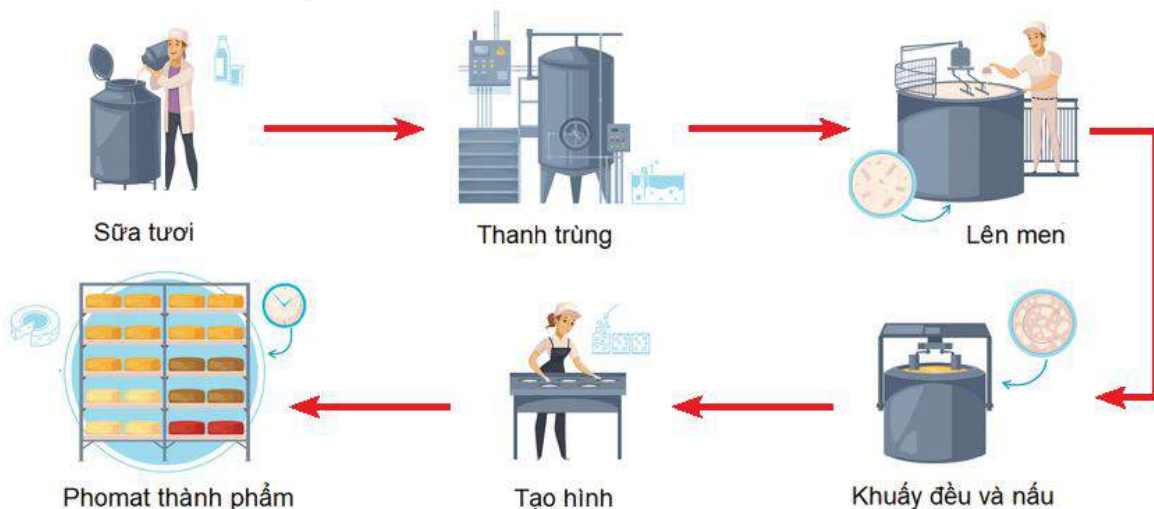 Sữa tươi
Thanh trùng
Lên men
Khuấy đều và nấu
Tạo hình
Phomat thành phẩm